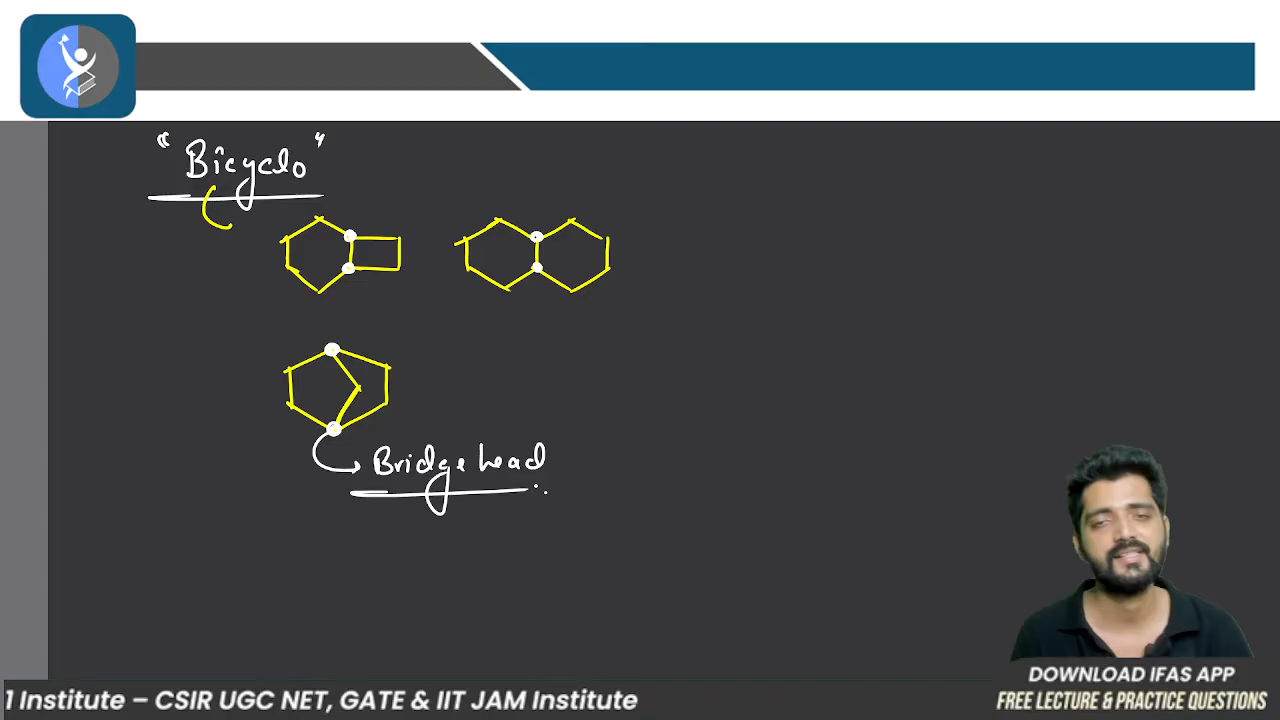 "Bicyclo"
Bridge head
DOWNLOAD IFAS APP
FREE LECTURE & PRACTICE QUESTIONS
1 Institute – CSIR UGC NET, GATE & IIT JAM Institute